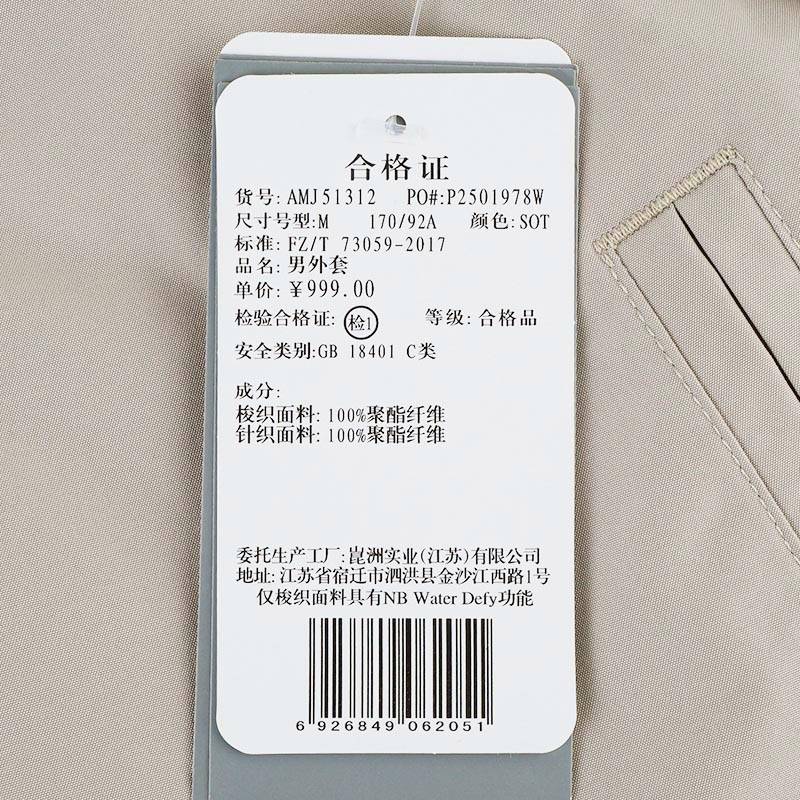 合格证
货号: AMJ51312 PO#:P2501978W
尺寸号型:M 170/92A 颜色:SOT
标准: FZ/T 73059-2017
品名: 男外套
单价: ¥999.00
检验合格证: 检1 等级: 合格品
安全类别:GB 18401 C类
成分:
梭织面料: 100%聚酯纤维
针织面料: 100%聚酯纤维
委托生产工厂: 崑洲实业(江苏)有限公司
地址: 江苏省宿迁市泗洪县金沙江西路1号
仅梭织面料具有NB Water Defy功能
6 926849 062051